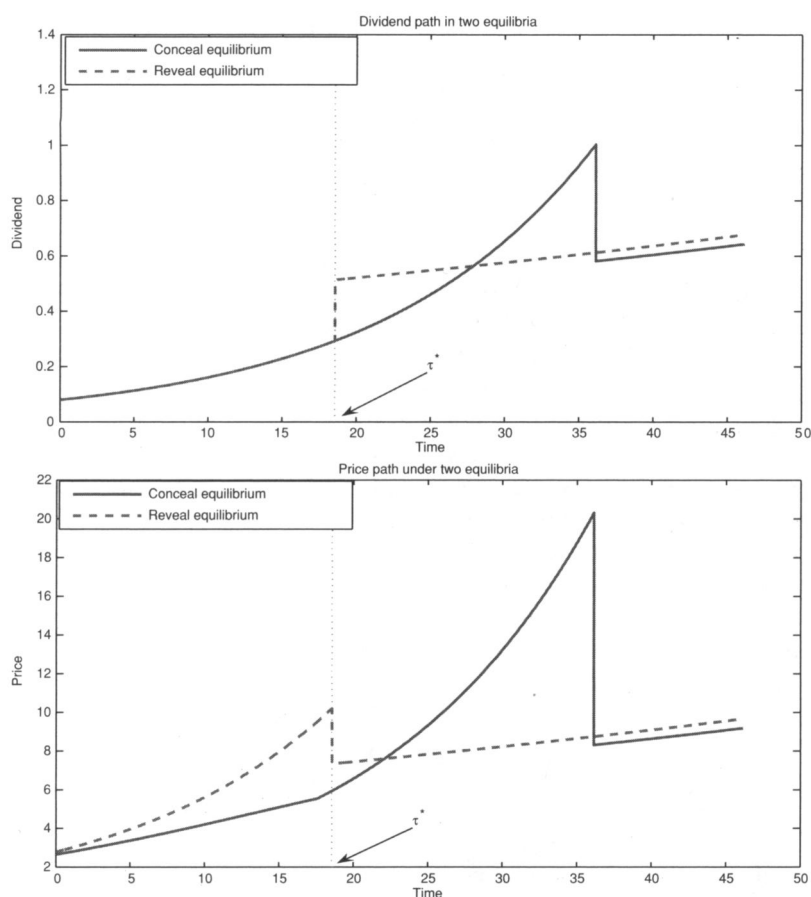 Dividend path in two equilibria
1.4
1.2
1
0.8
0.6
0.4
0.2
0
Dividend
Conceal equilibrium
Reveal equilibrium
τ*
0 5 10 15 20 25 30 35 40 45 50
Time
Price path under two equilibria
22
20
18
16
14
12
10
8
6
4
2
Price
Conceal equilibrium
Reveal equilibrium
τ*
0 5 10 15 20 25 30 35 40 45 50
Time